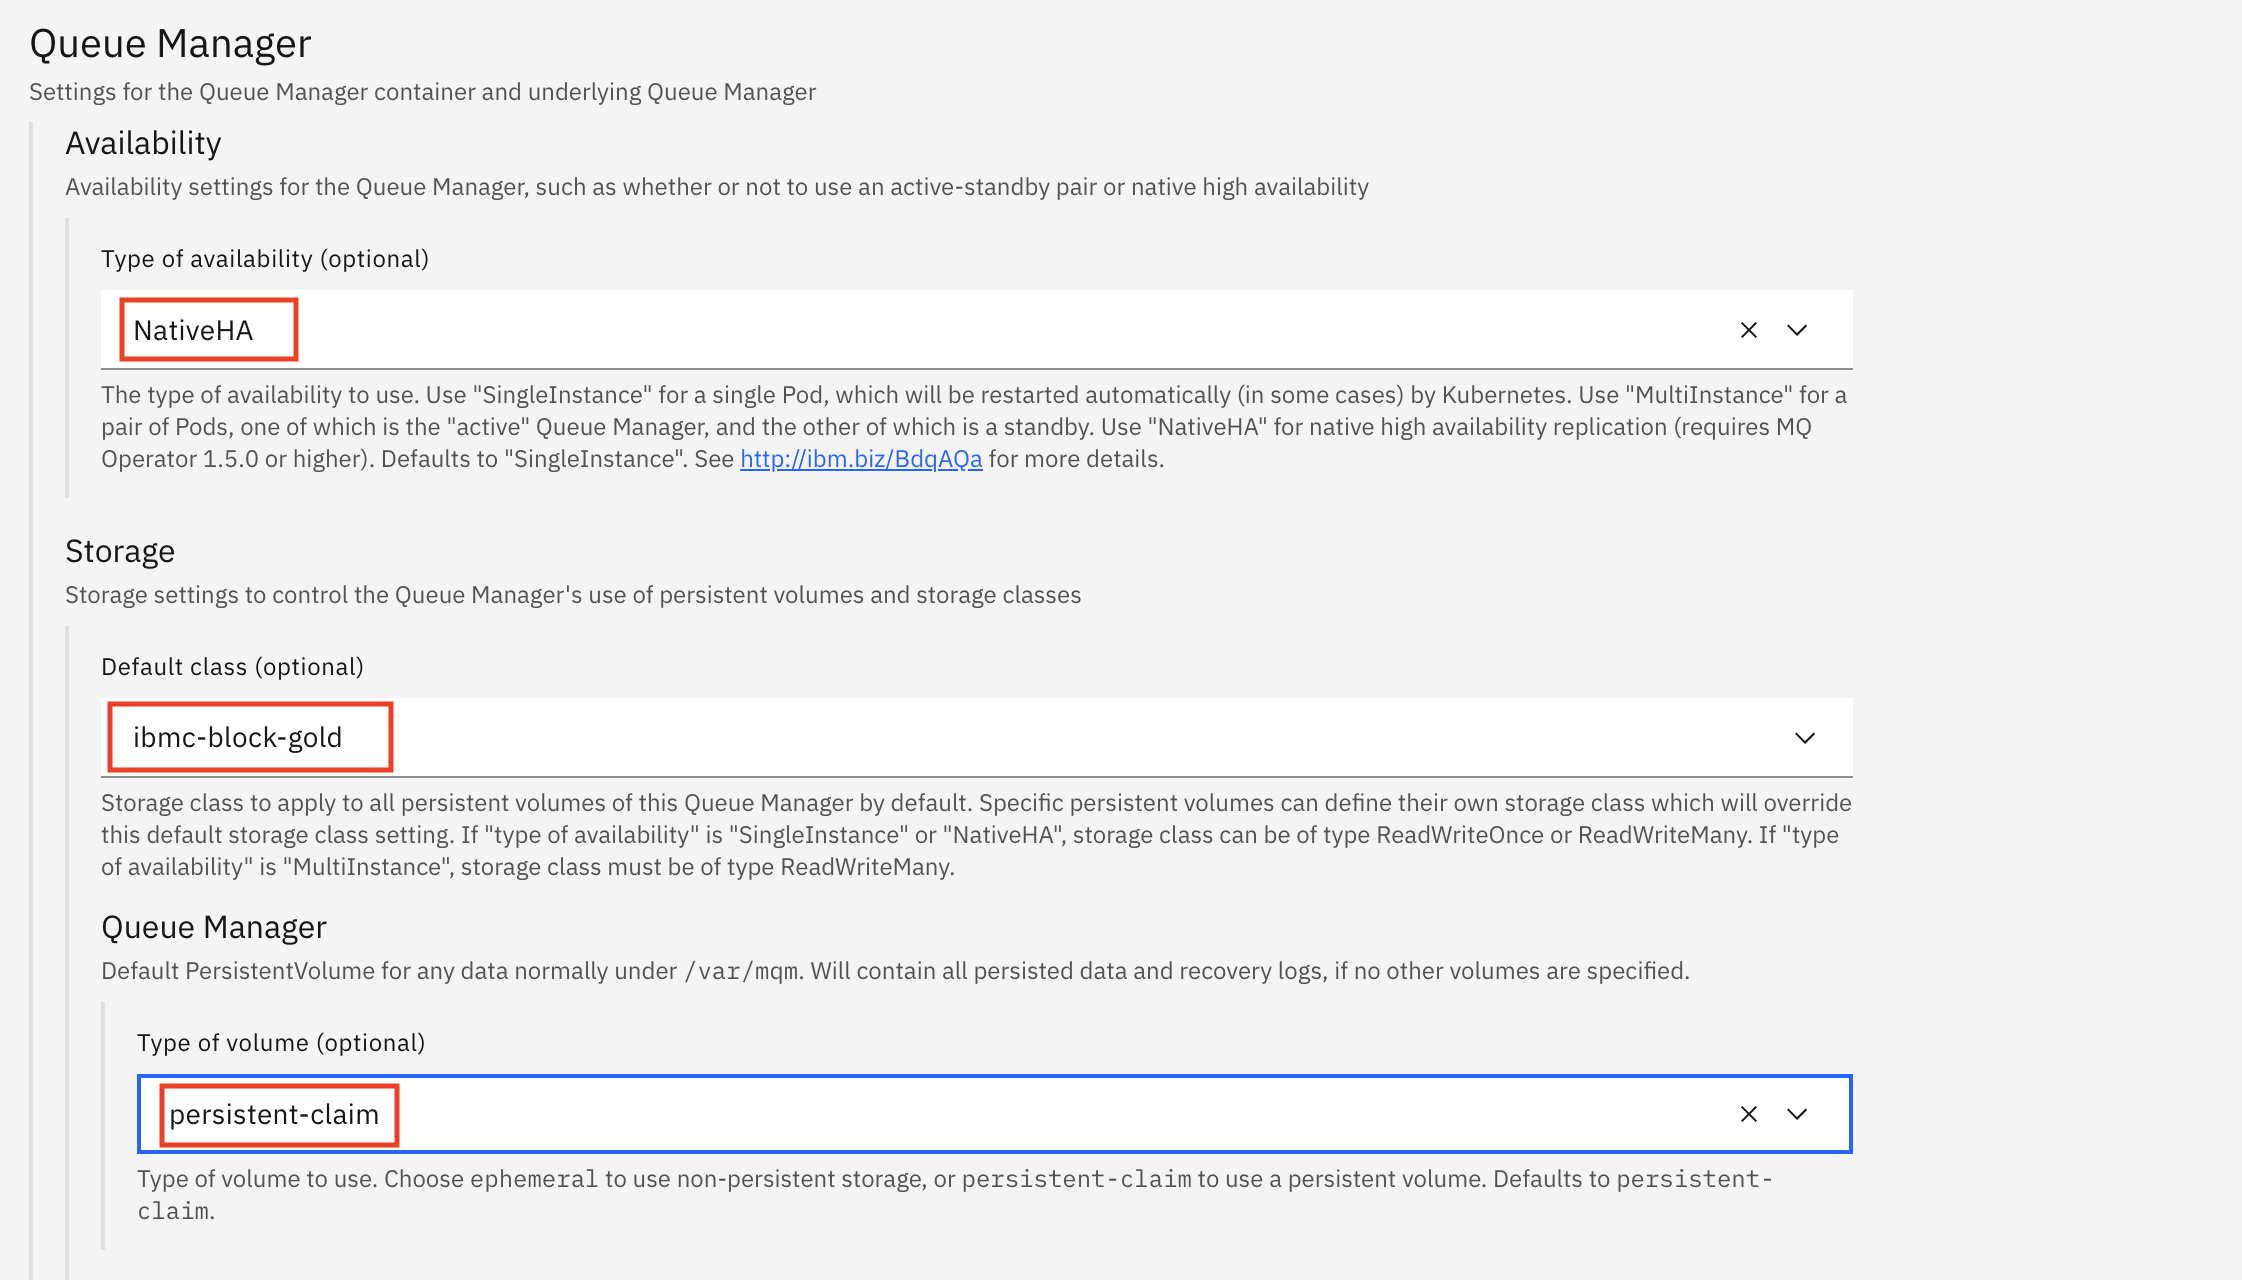 Queue Manager
Settings for the Queue Manager container and underlying Queue Manager
Availability
Availability settings for the Queue Manager, such as whether or not to use an active-standby pair or native high availability
Type of availability (optional)
NativeHA
The type of availability to use. Use "SingleInstance" for a single Pod, which will be restarted automatically (in some cases) by Kubernetes. Use "MultiInstance" for a
pair of Pods, one of which is the "active" Queue Manager, and the other of which is a standby. Use "NativeHA" for native high availability replication (requires MQ
Operator 1.5.0 or higher). Defaults to "SingleInstance". See http://ibm.biz/BdqAQa for more details.
Storage
Storage settings to control the Queue Manager's use of persistent volumes and storage classes
Default class (optional)
ibmc-block-gold
Storage class to apply to all persistent volumes of this Queue Manager by default. Specific persistent volumes can define their own storage class which will override
this default storage class setting. If "type of availability" is "SingleInstance" or "NativeHA", storage class can be of type ReadWriteOnce or ReadWriteMany. If "type
of availability" is "MultiInstance", storage class must be of type ReadWriteMany.
Queue Manager
Default PersistentVolume for any data normally under /var/mqm. Will contain all persisted data and recovery logs, if no other volumes are specified.
Type of volume (optional)
persistent-claim
Type of volume to use. Choose ephemeral to use non-persistent storage, or persistent-claim to use a persistent volume. Defaults to persistent-
claim.